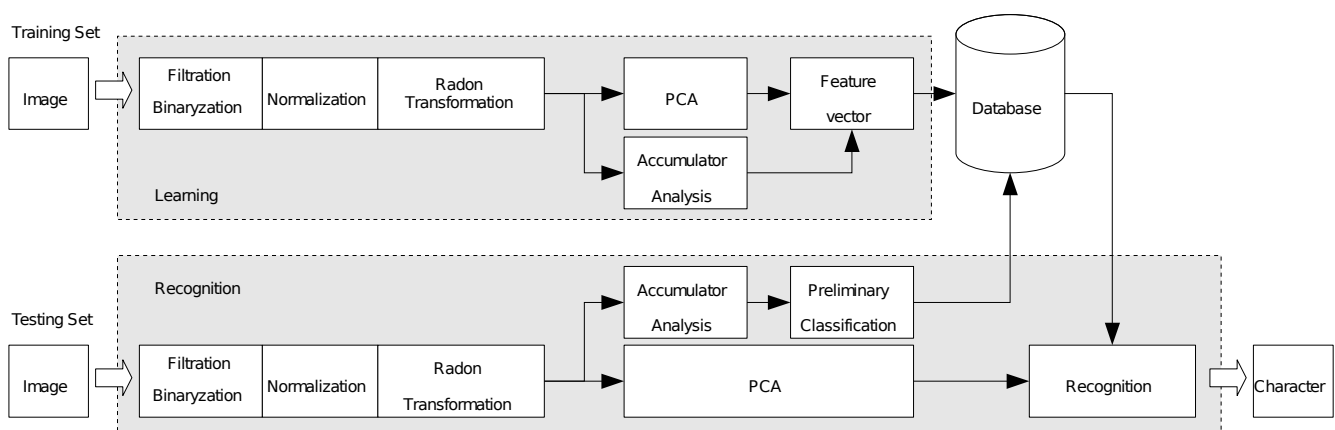 Training Set
Image
Filtration
Binaryzation
Normalization
Radon
Transformation
PCA
Feature
vector
Database
Accumulator
Analysis
Learning
Recognition
Accumulator
Analysis
Preliminary
Classification
Testing Set
Image
Filtration
Binaryzation
Normalization
Radon
Transformation
PCA
Recognition
Character